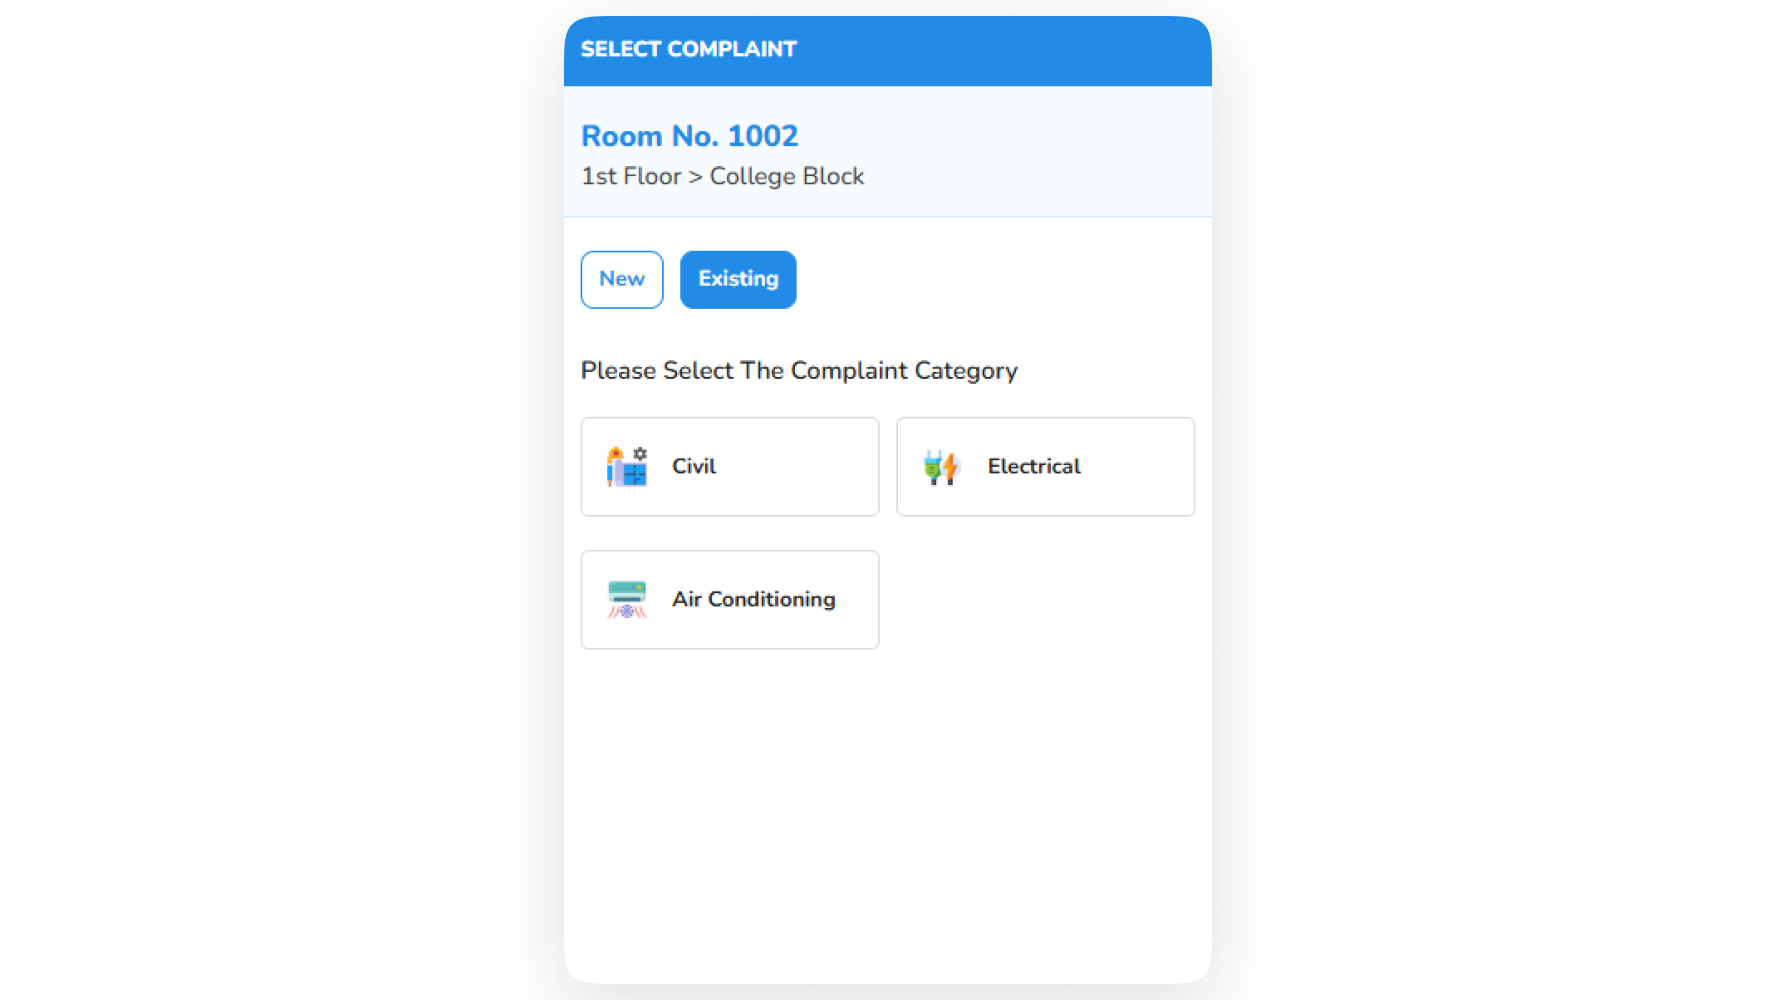 SELECT COMPLAINT
Room No. 1002
1st Floor > College Block
New Existing
Please Select The Complaint Category
Civil Electrical
Air Conditioning